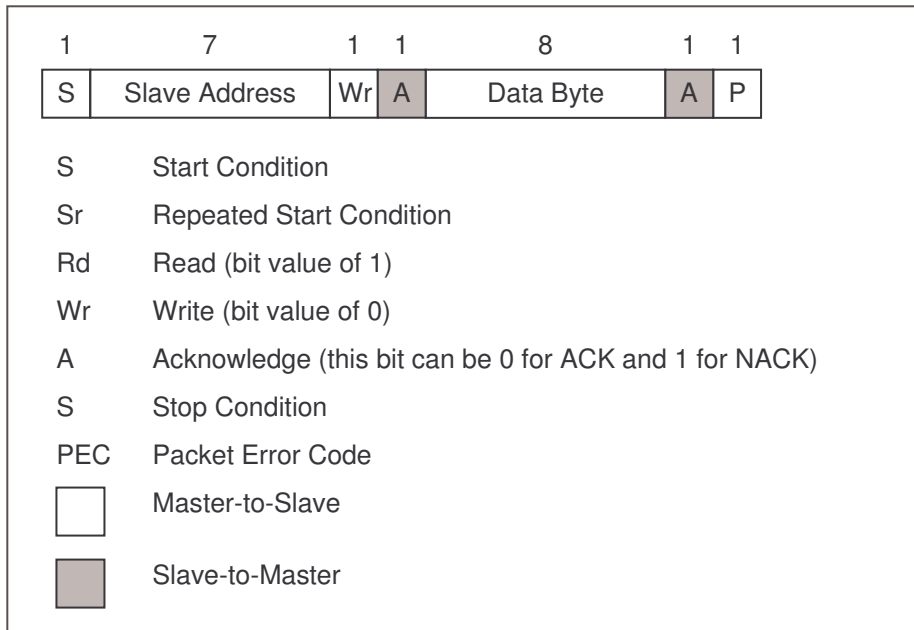 1 7 1 1 8 1 1
S Slave Address Wr A Data Byte A P
S Start Condition
Sr Repeated Start Condition
Rd Read (bit value of 1)
Wr Write (bit value of 0)
A Acknowledge (this bit can be 0 for ACK and 1 for NACK)
S Stop Condition
PEC Packet Error Code
Master-to-Slave
Slave-to-Master